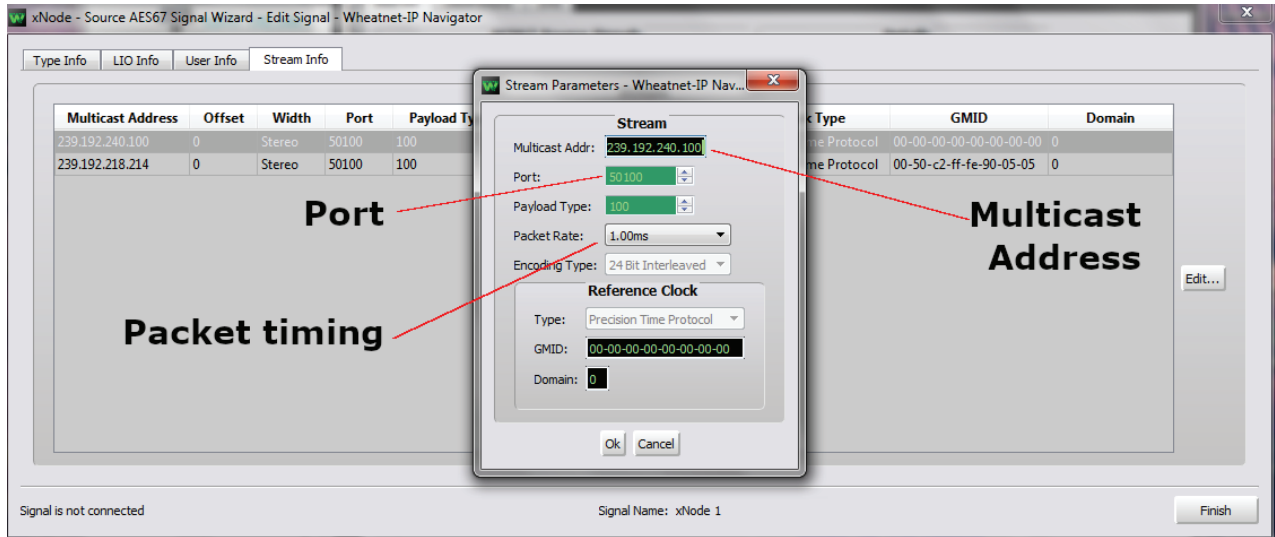 xNode - Source AES67 Signal Wizard - Edit Signal - Wheatnet-IP Navigator
Type Info LIO Info User Info Stream Info
Stream Parameters - Wheatnet-IP Nav...
Multicast Address Offset Width Port Payload Ty Type GMID Domain
239.192.240.100 0 Stereo 50100 100 me Protocol 00-00-00-00-00-00-00-00 0
239.192.218.214 0 Stereo 50100 100 me Protocol 00-50-c2-ff-fe-90-05-05 0
Stream
Multicast Addr: 239.192.240.100
Port: 50100
Payload Type: 100
Packet Rate: 1.00ms
Encoding Type: 24 Bit Interleaved
Reference Clock
Type: Precision Time Protocol
GMID: 00-00-00-00-00-00-00-00
Domain: 0
Ok Cancel
Port
Multicast
Address
Packet timing
Edit...
Signal is not connected Signal Name: xNode 1 Finish